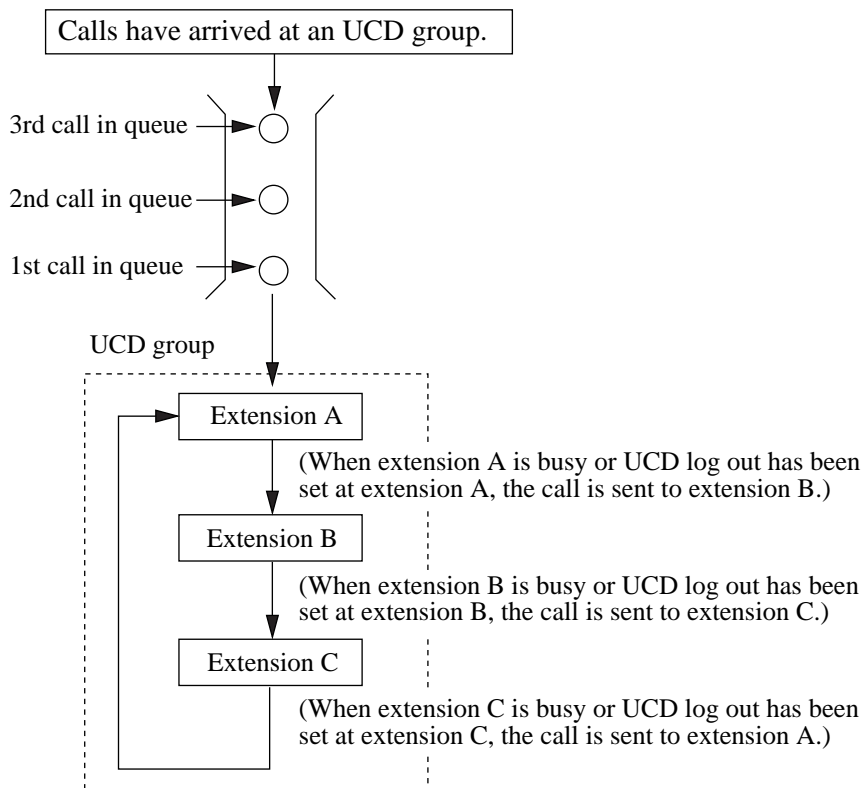 Calls have arrived at an UCD group.
3rd call in queue
2nd call in queue
1st call in queue
UCD group
Extension A
(When extension A is busy or UCD log out has been
set at extension A, the call is sent to extension B.)
Extension B
(When extension B is busy or UCD log out has been
set at extension B, the call is sent to extension C.)
Extension C
(When extension C is busy or UCD log out has been
set at extension C, the call is sent to extension A.)